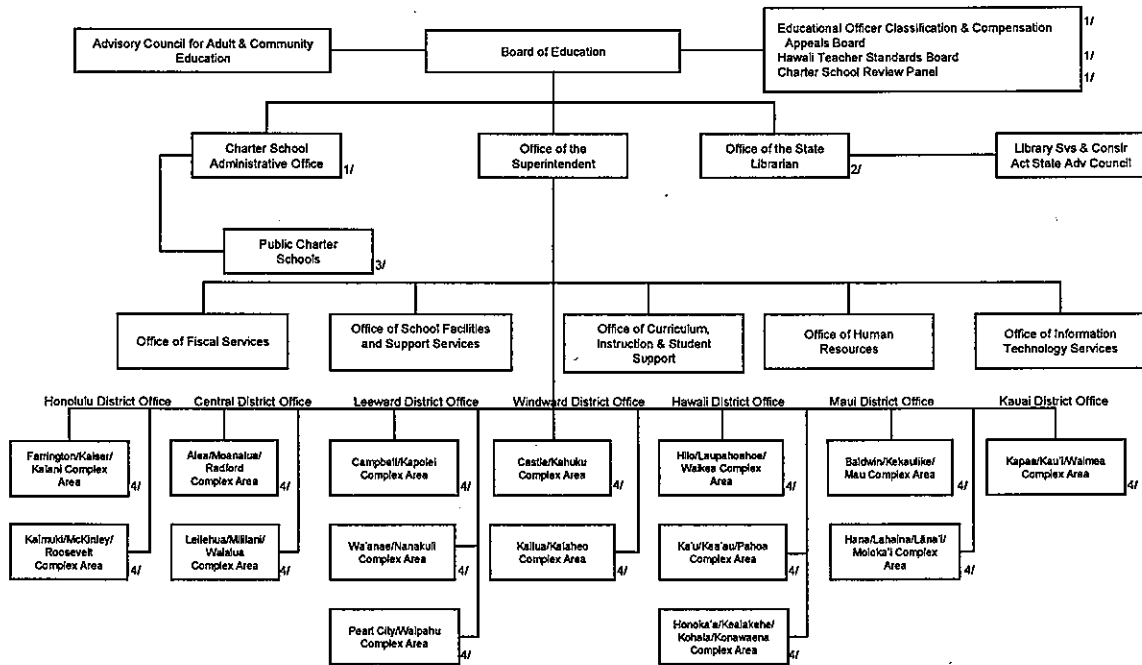 Advisory Council for Adult & Community
Education
Board of Education
Educational Officer Classification & Compensation
Appeals Board
1/
Hawaii Teacher Standards Board
1/
Charter School Review Panel
1/
Charter School
Administrative Office
1/
Office of the
Superintendent
Office of the State
Librarian
2/
Library Svs & Constr
Act State Adv Council
Public Charter
Schools
3/
Office of Fiscal Services
Office of School Facilities
and Support Services
Office of Curriculum,
Instruction & Student
Support
Office of Human
Resources
Office of Information
Technology Services
Honolulu District Office
Central District Office
Leeward District Office
Windward District Office
Hawaii District Office
Maui District Office
Kauai District Office
Farrington/Kaiser/
Kalani Complex
Area
4/
Aiea/Moanalua/
Radford
Complex Area
4/
Campbell/Kapolei
Complex Area
4/
Castle/Kahuku
Complex Area
4/
Hilo/Laupahoehoe/
Waikea Complex
Area
4/
Baldwin/Kekaulike/
Maui Complex Area
4/
Kapaa/Kau'i/Waimea
Complex Area
4/
Kaimuki/McKinley/
Roosevelt
Complex Area
4/
Leilehua/Mililani/
Waialua
Complex Area
4/
Wa'anae/Nanakuli
Complex Area
4/
Kailua/Kalaheo
Complex Area
4/
Ka'u/Kea'au/Pahoa
Complex Area
4/
Hana/Lahaina/Lāna'i/
Moloka'i Complex
Area
4/
Pearl City/Waipahu
Complex Area
4/
Honoka'a/Kealakehe/
Kohala/Konawaena
Complex Area
4/